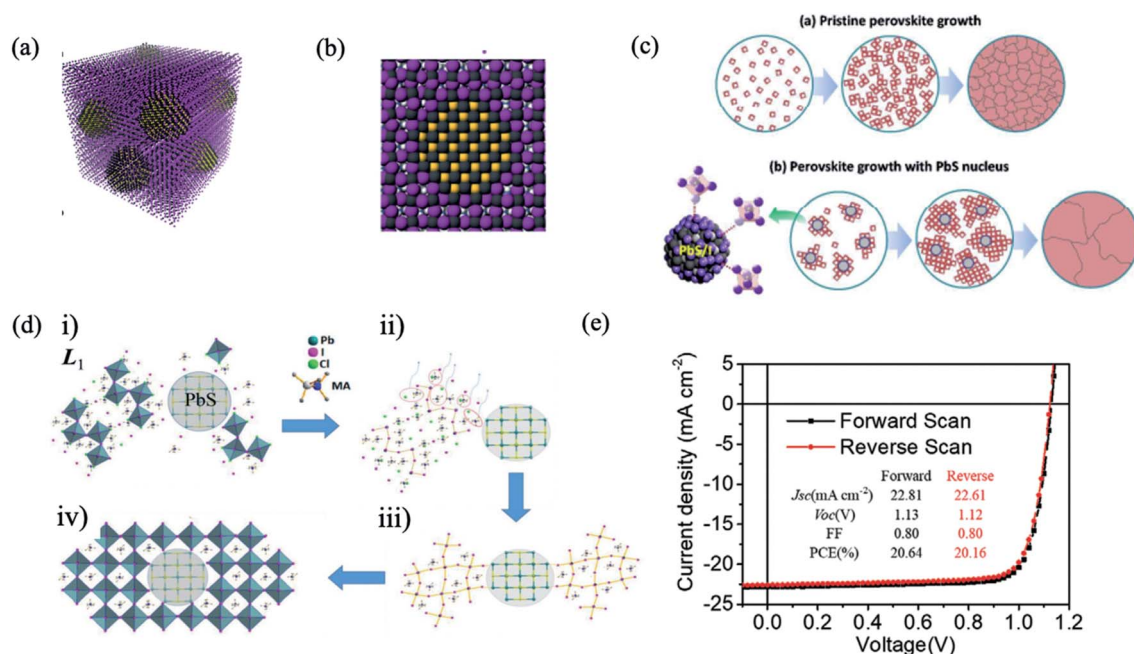 (a)
(b)
(c)
(a) Pristine perovskite growth
(b) Perovskite growth with PbS nucleus
PbS/I
(d)
i)
L1
PbS
Pb
I
Cl
MA
ii)
iv)
iii)
(e)
Current density (mA cm-2)
5
0
-5
-10
-15
-20
-25
Forward Scan
Reverse Scan
Forward Reverse
Jsc(mA cm-2) 22.81 22.61
Voc(V) 1.13 1.12
FF 0.80 0.80
PCE(%) 20.64 20.16
0.0 0.2 0.4 0.6 0.8 1.0 1.2
Voltage(V)